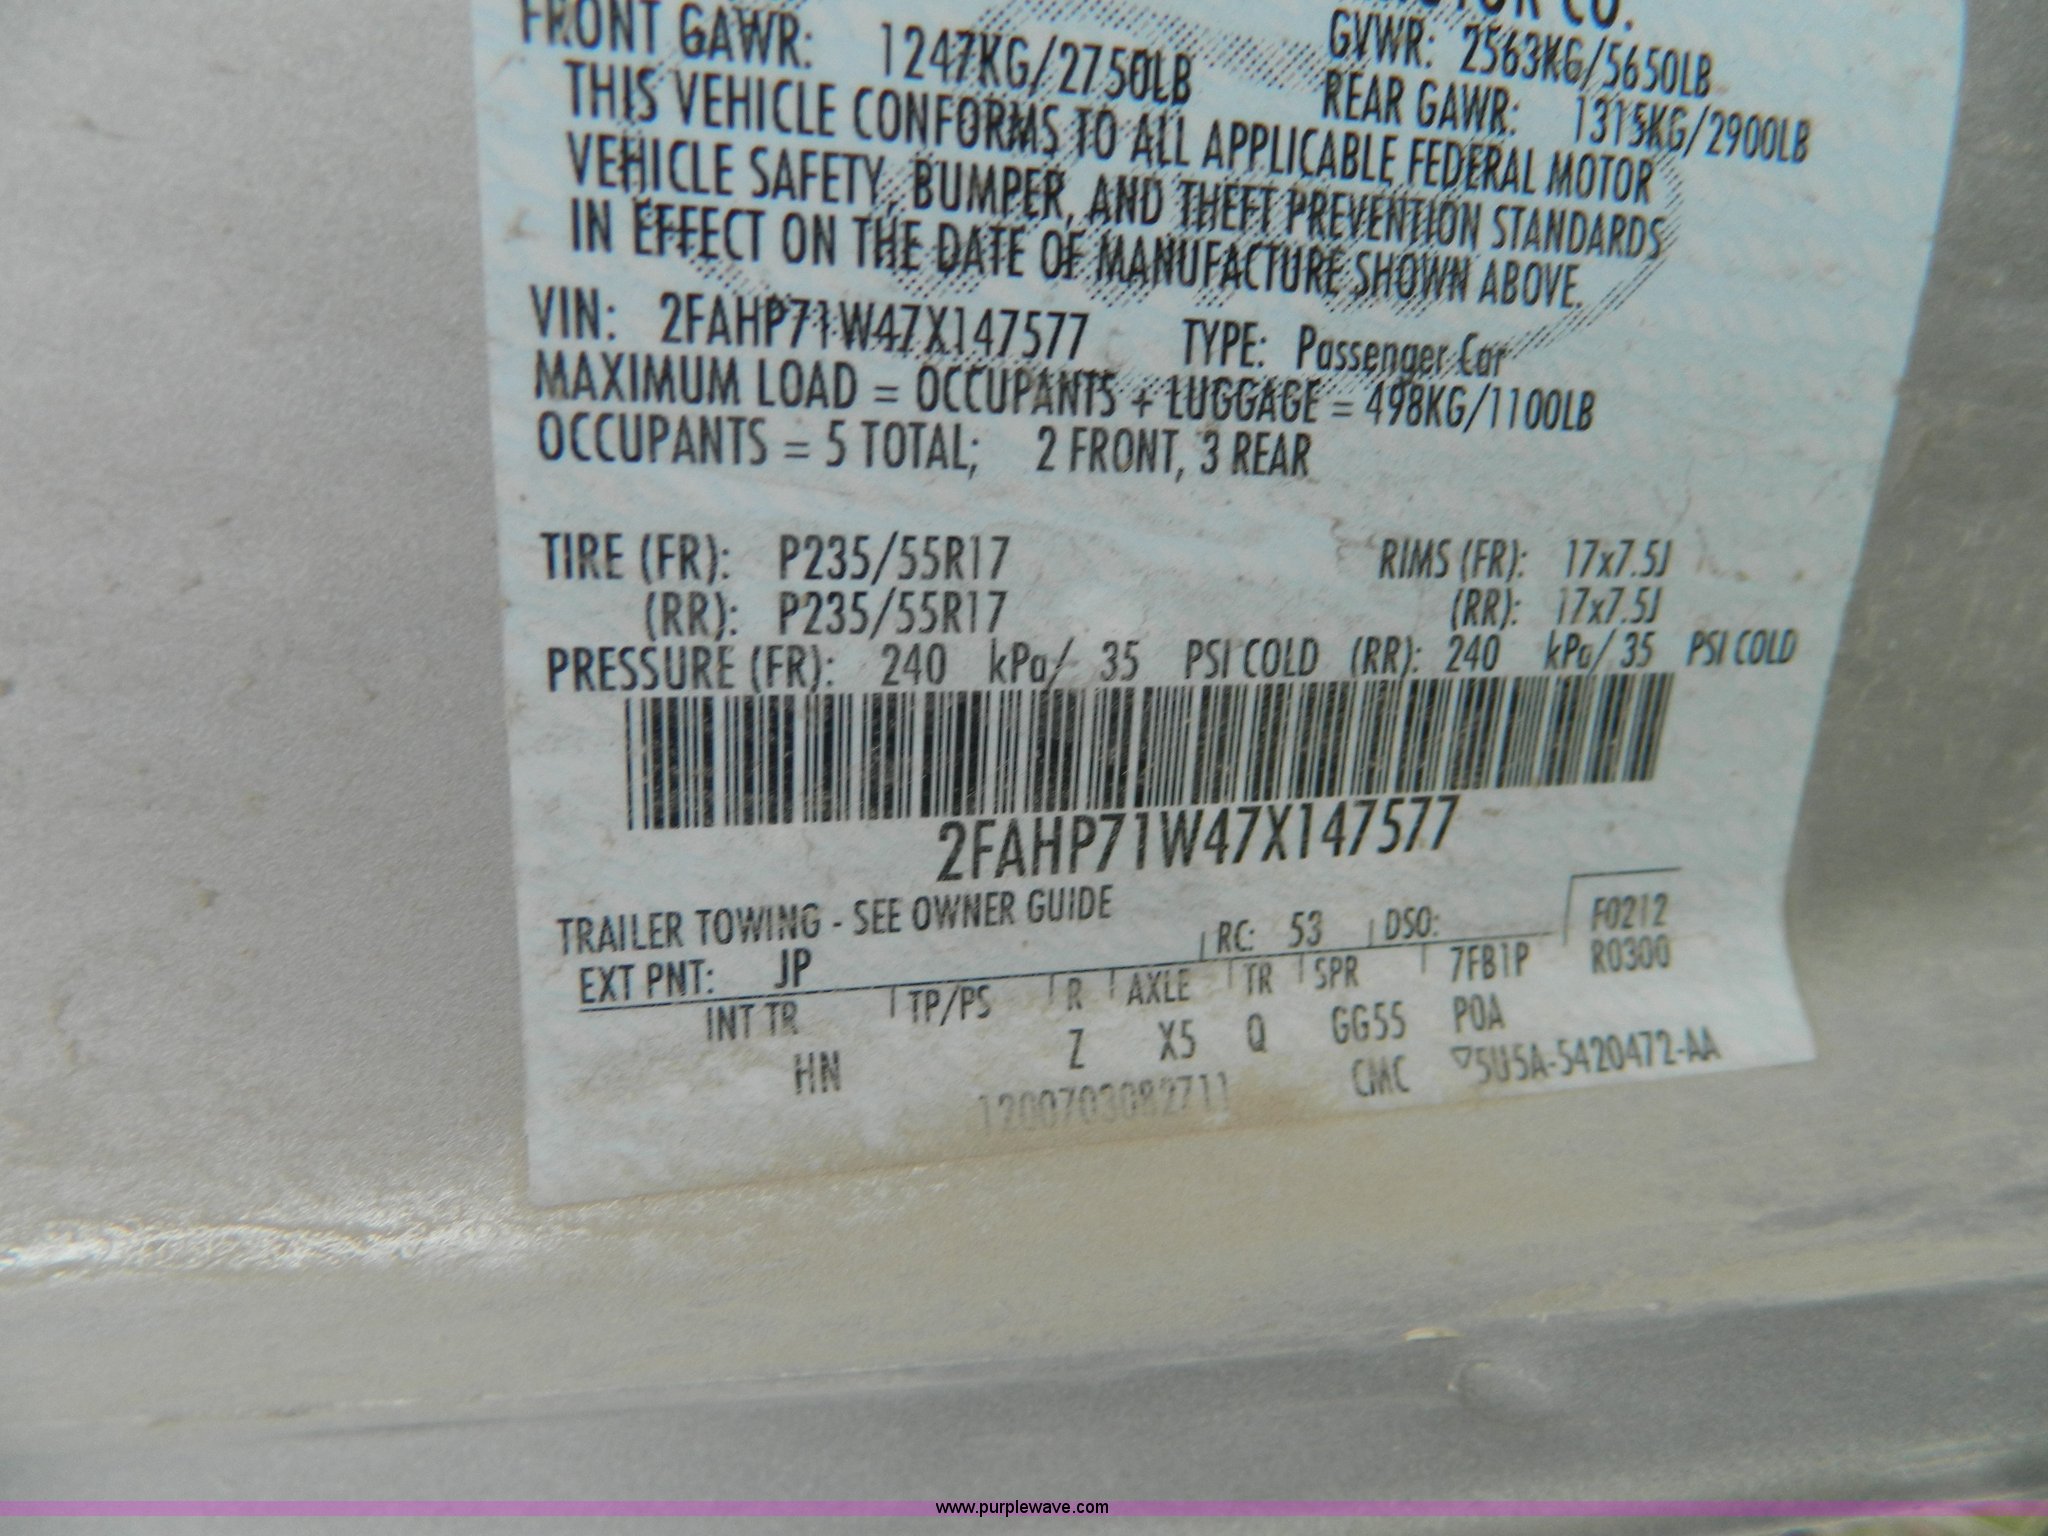 MOTOR CO.
FRONT GAWR: 1247KG/2750LB GVWR: 2563KG/5650LB
REAR GAWR: 1315KG/2900LB
THIS VEHICLE CONFORMS TO ALL APPLICABLE FEDERAL MOTOR
VEHICLE SAFETY, BUMPER, AND THEFT PREVENTION STANDARDS
IN EFFECT ON THE DATE OF MANUFACTURE SHOWN ABOVE.
VIN: 2FAHP71W47X147577 TYPE: Passenger Car
MAXIMUM LOAD = OCCUPANTS + LUGGAGE = 498KG/1100LB
OCCUPANTS = 5 TOTAL; 2 FRONT, 3 REAR
TIRE (FR): P235/55R17 RIMS (FR): 17x7.5J
(RR): P235/55R17 (RR): 17x7.5J
PRESSURE (FR): 240 kPa/ 35 PSI COLD (RR): 240 kPa/ 35 PSI COLD
2FAHP71W47X147577
TRAILER TOWING - SEE OWNER GUIDE
EXT PNT: JP RC: 53 DSO: F0212
INT TR TP/PS R AXLE TR SPR 7FB1P R0300
HN Z X5 Q GG55 POA
1200703082711 CMC ▽5U5A-5420472-AA
www.purplewave.com